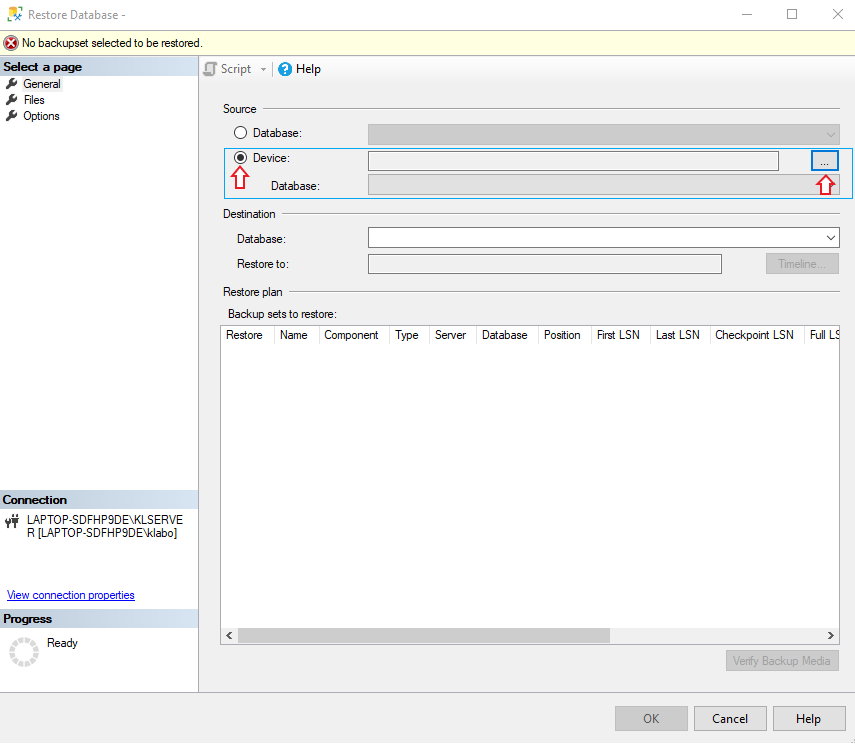 Restore Database -
No backupset selected to be restored.
Select a page
General
Files
Options
Script
Help
Source
Database:
Device:
...
Database:
Destination
Database:
Restore to:
Timeline...
Restore plan
Backup sets to restore:
Restore Name Component Type Server Database Position First LSN Last LSN Checkpoint LSN Full LS
Connection
LAPTOP-SDFHP9DE\KLSERVE
R [LAPTOP-SDFHP9DE\klabo]
View connection properties
Progress
Ready
Verify Backup Media
OK Cancel Help